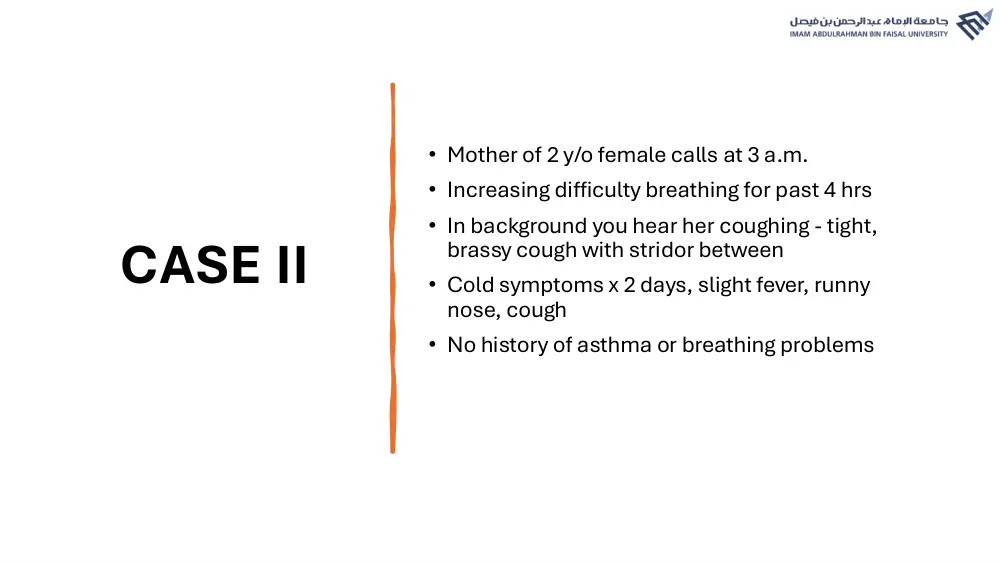 جامعة الإمام عبدالرحمن بن فيصل
IMAM ABDULRAHMAN BIN FAISAL UNIVERSITY
CASE II
• Mother of 2 y/o female calls at 3 a.m.
• Increasing difficulty breathing for past 4 hrs
• In background you hear her coughing - tight,
brassy cough with stridor between
• Cold symptoms x 2 days, slight fever, runny
nose, cough
• No history of asthma or breathing problems